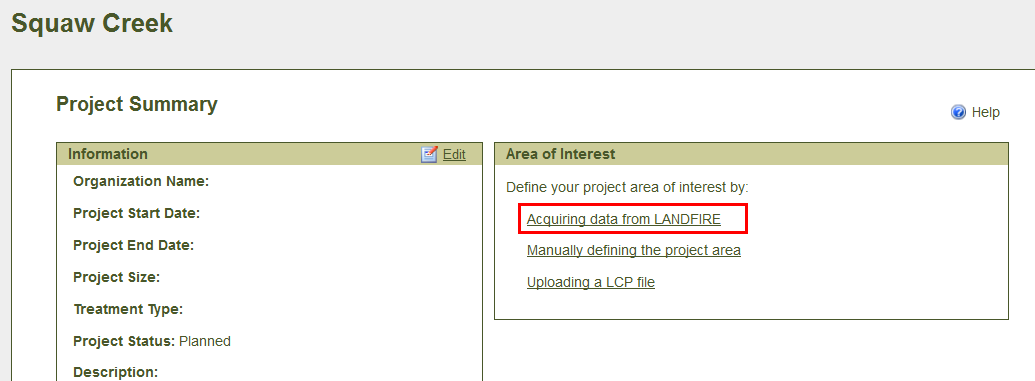 Squaw Creek
Project Summary
Help
Information
Edit
Organization Name:
Project Start Date:
Project End Date:
Project Size:
Treatment Type:
Project Status: Planned
Description:
Area of Interest
Define your project area of interest by:
Acquiring data from LANDFIRE
Manually defining the project area
Uploading a LCP file